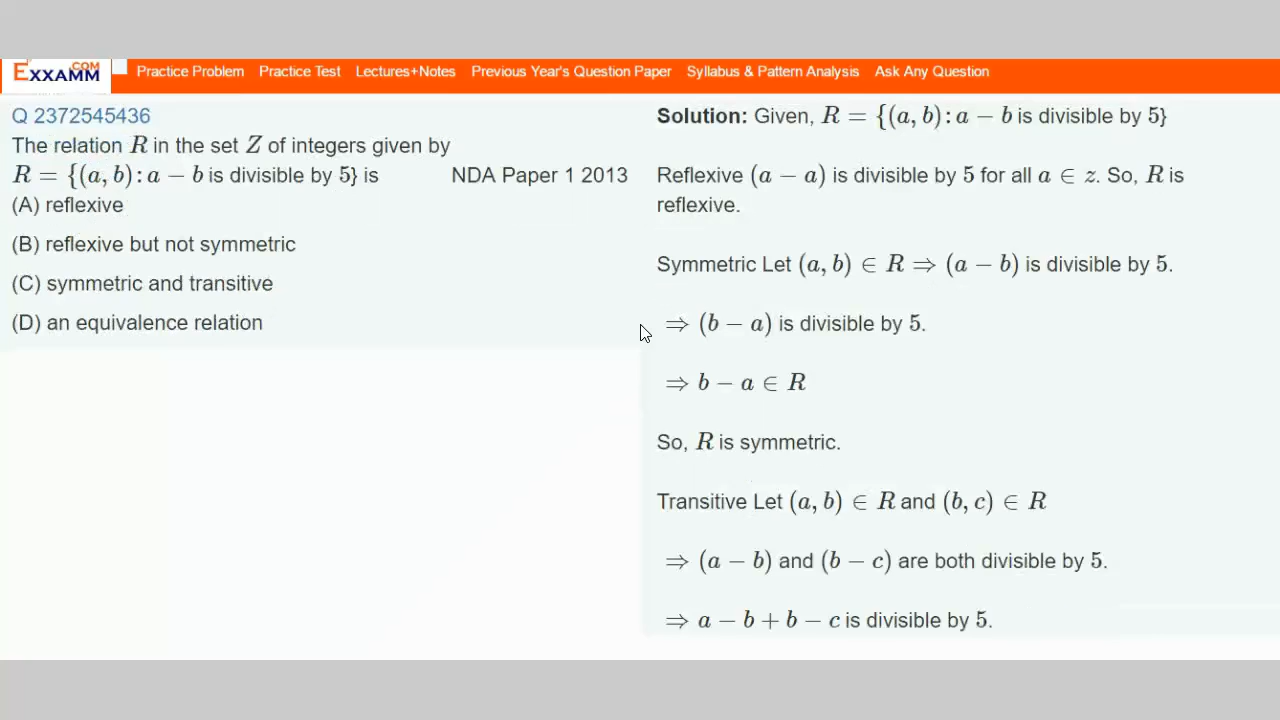 EXXAMM .COM
Practice Problem Practice Test Lectures+Notes Previous Year's Question Paper Syllabus & Pattern Analysis Ask Any Question
Q 2372545436
The relation R in the set Z of integers given by
R = {(a, b) : a − b is divisible by 5} is NDA Paper 1 2013
(A) reflexive
(B) reflexive but not symmetric
(C) symmetric and transitive
(D) an equivalence relation
Solution: Given, R = {(a, b) : a − b is divisible by 5}
Reflexive (a − a) is divisible by 5 for all a ∈ z. So, R is
reflexive.
Symmetric Let (a, b) ∈ R ⇒ (a − b) is divisible by 5.
⇒ (b − a) is divisible by 5.
⇒ b − a ∈ R
So, R is symmetric.
Transitive Let (a, b) ∈ R and (b, c) ∈ R
⇒ (a − b) and (b − c) are both divisible by 5.
⇒ a − b + b − c is divisible by 5.